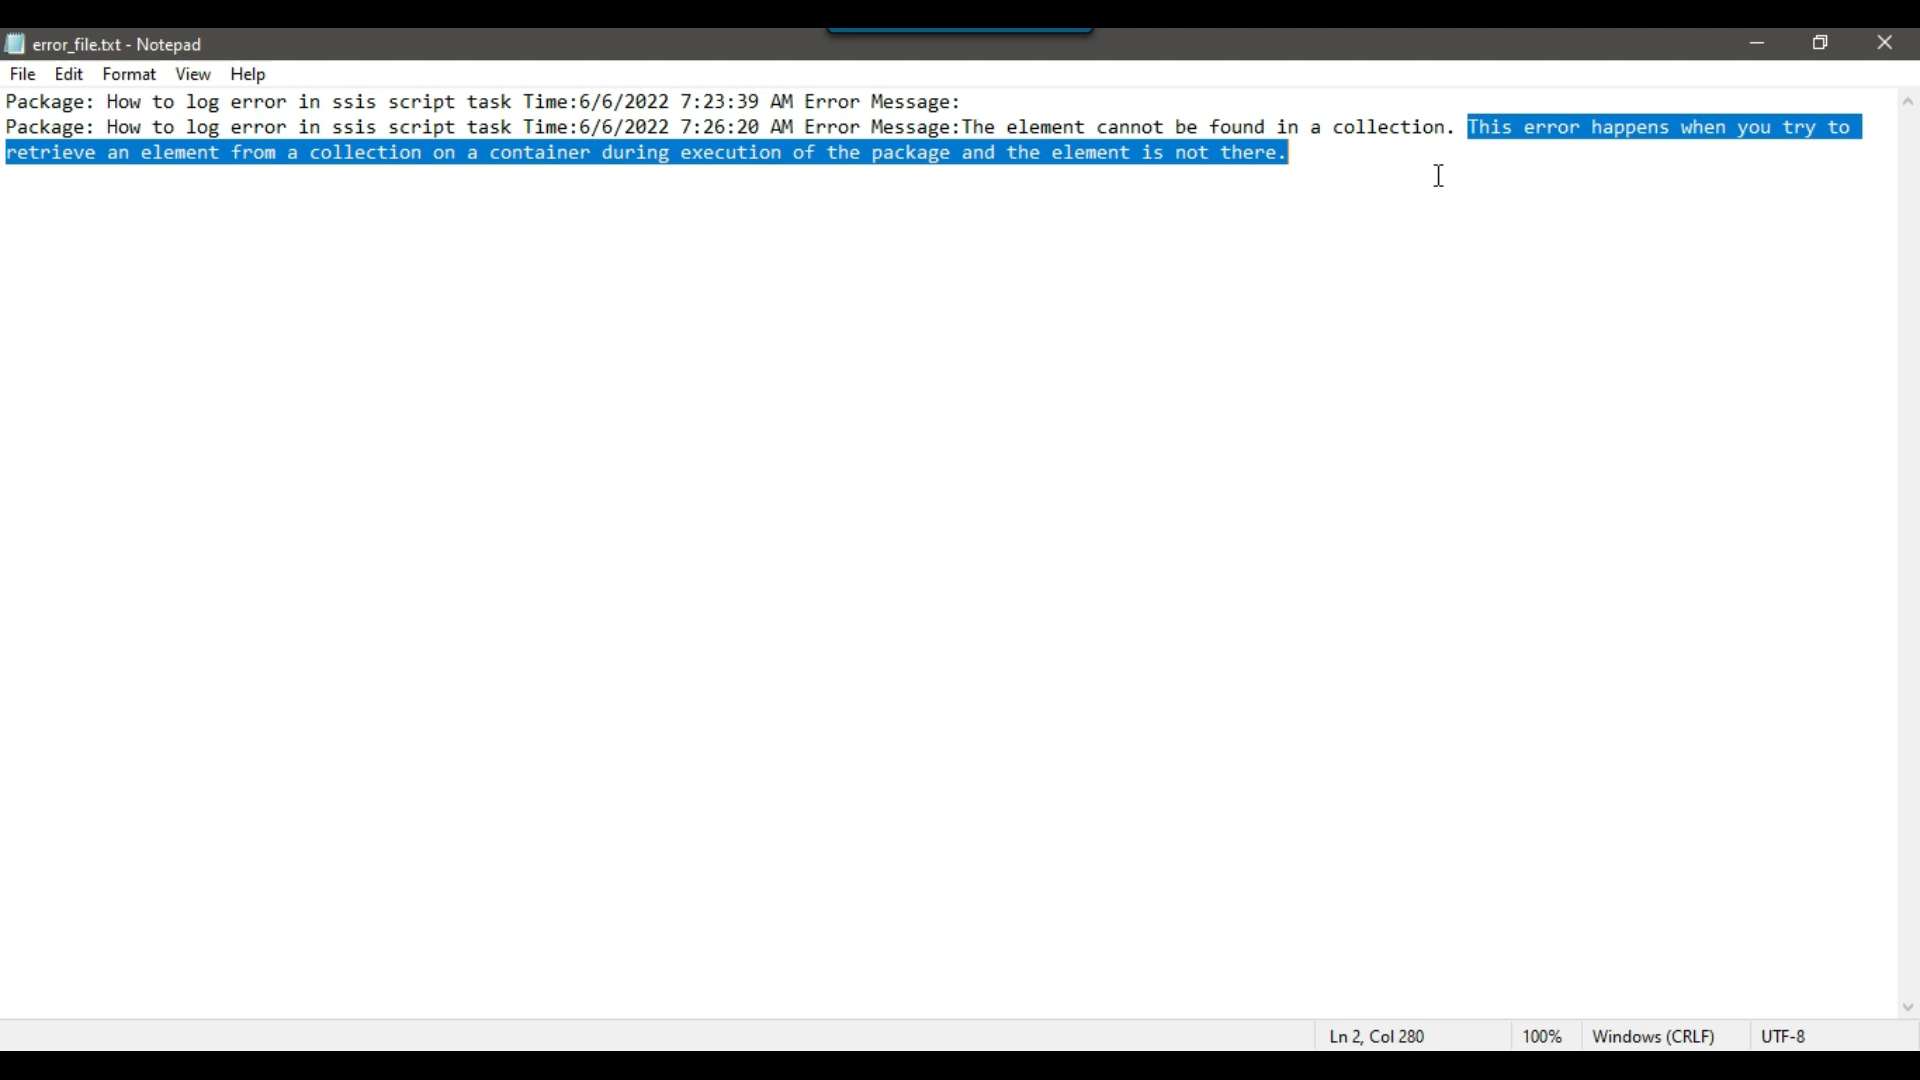 error_file.txt - Notepad
File Edit Format View Help
Package: How to log error in ssis script task Time:6/6/2022 7:23:39 AM Error Message:
Package: How to log error in ssis script task Time:6/6/2022 7:26:20 AM Error Message:The element cannot be found in a collection. This error happens when you try to
retrieve an element from a collection on a container during execution of the package and the element is not there.
Ln 2, Col 280 100% Windows (CRLF) UTF-8